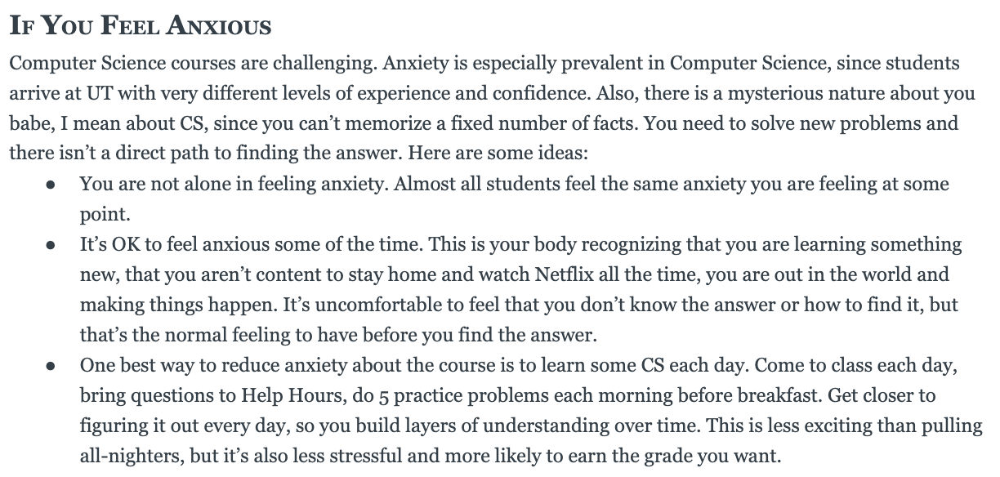 If You Feel Anxious
Computer Science courses are challenging. Anxiety is especially prevalent in Computer Science, since students
arrive at UT with very different levels of experience and confidence. Also, there is a mysterious nature about you
babe, I mean about CS, since you can’t memorize a fixed number of facts. You need to solve new problems and
there isn’t a direct path to finding the answer. Here are some ideas:
● You are not alone in feeling anxiety. Almost all students feel the same anxiety you are feeling at some
point.
● It’s OK to feel anxious some of the time. This is your body recognizing that you are learning something
new, that you aren’t content to stay home and watch Netflix all the time, you are out in the world and
making things happen. It’s uncomfortable to feel that you don’t know the answer or how to find it, but
that’s the normal feeling to have before you find the answer.
● One best way to reduce anxiety about the course is to learn some CS each day. Come to class each day,
bring questions to Help Hours, do 5 practice problems each morning before breakfast. Get closer to
figuring it out every day, so you build layers of understanding over time. This is less exciting than pulling
all-nighters, but it’s also less stressful and more likely to earn the grade you want.